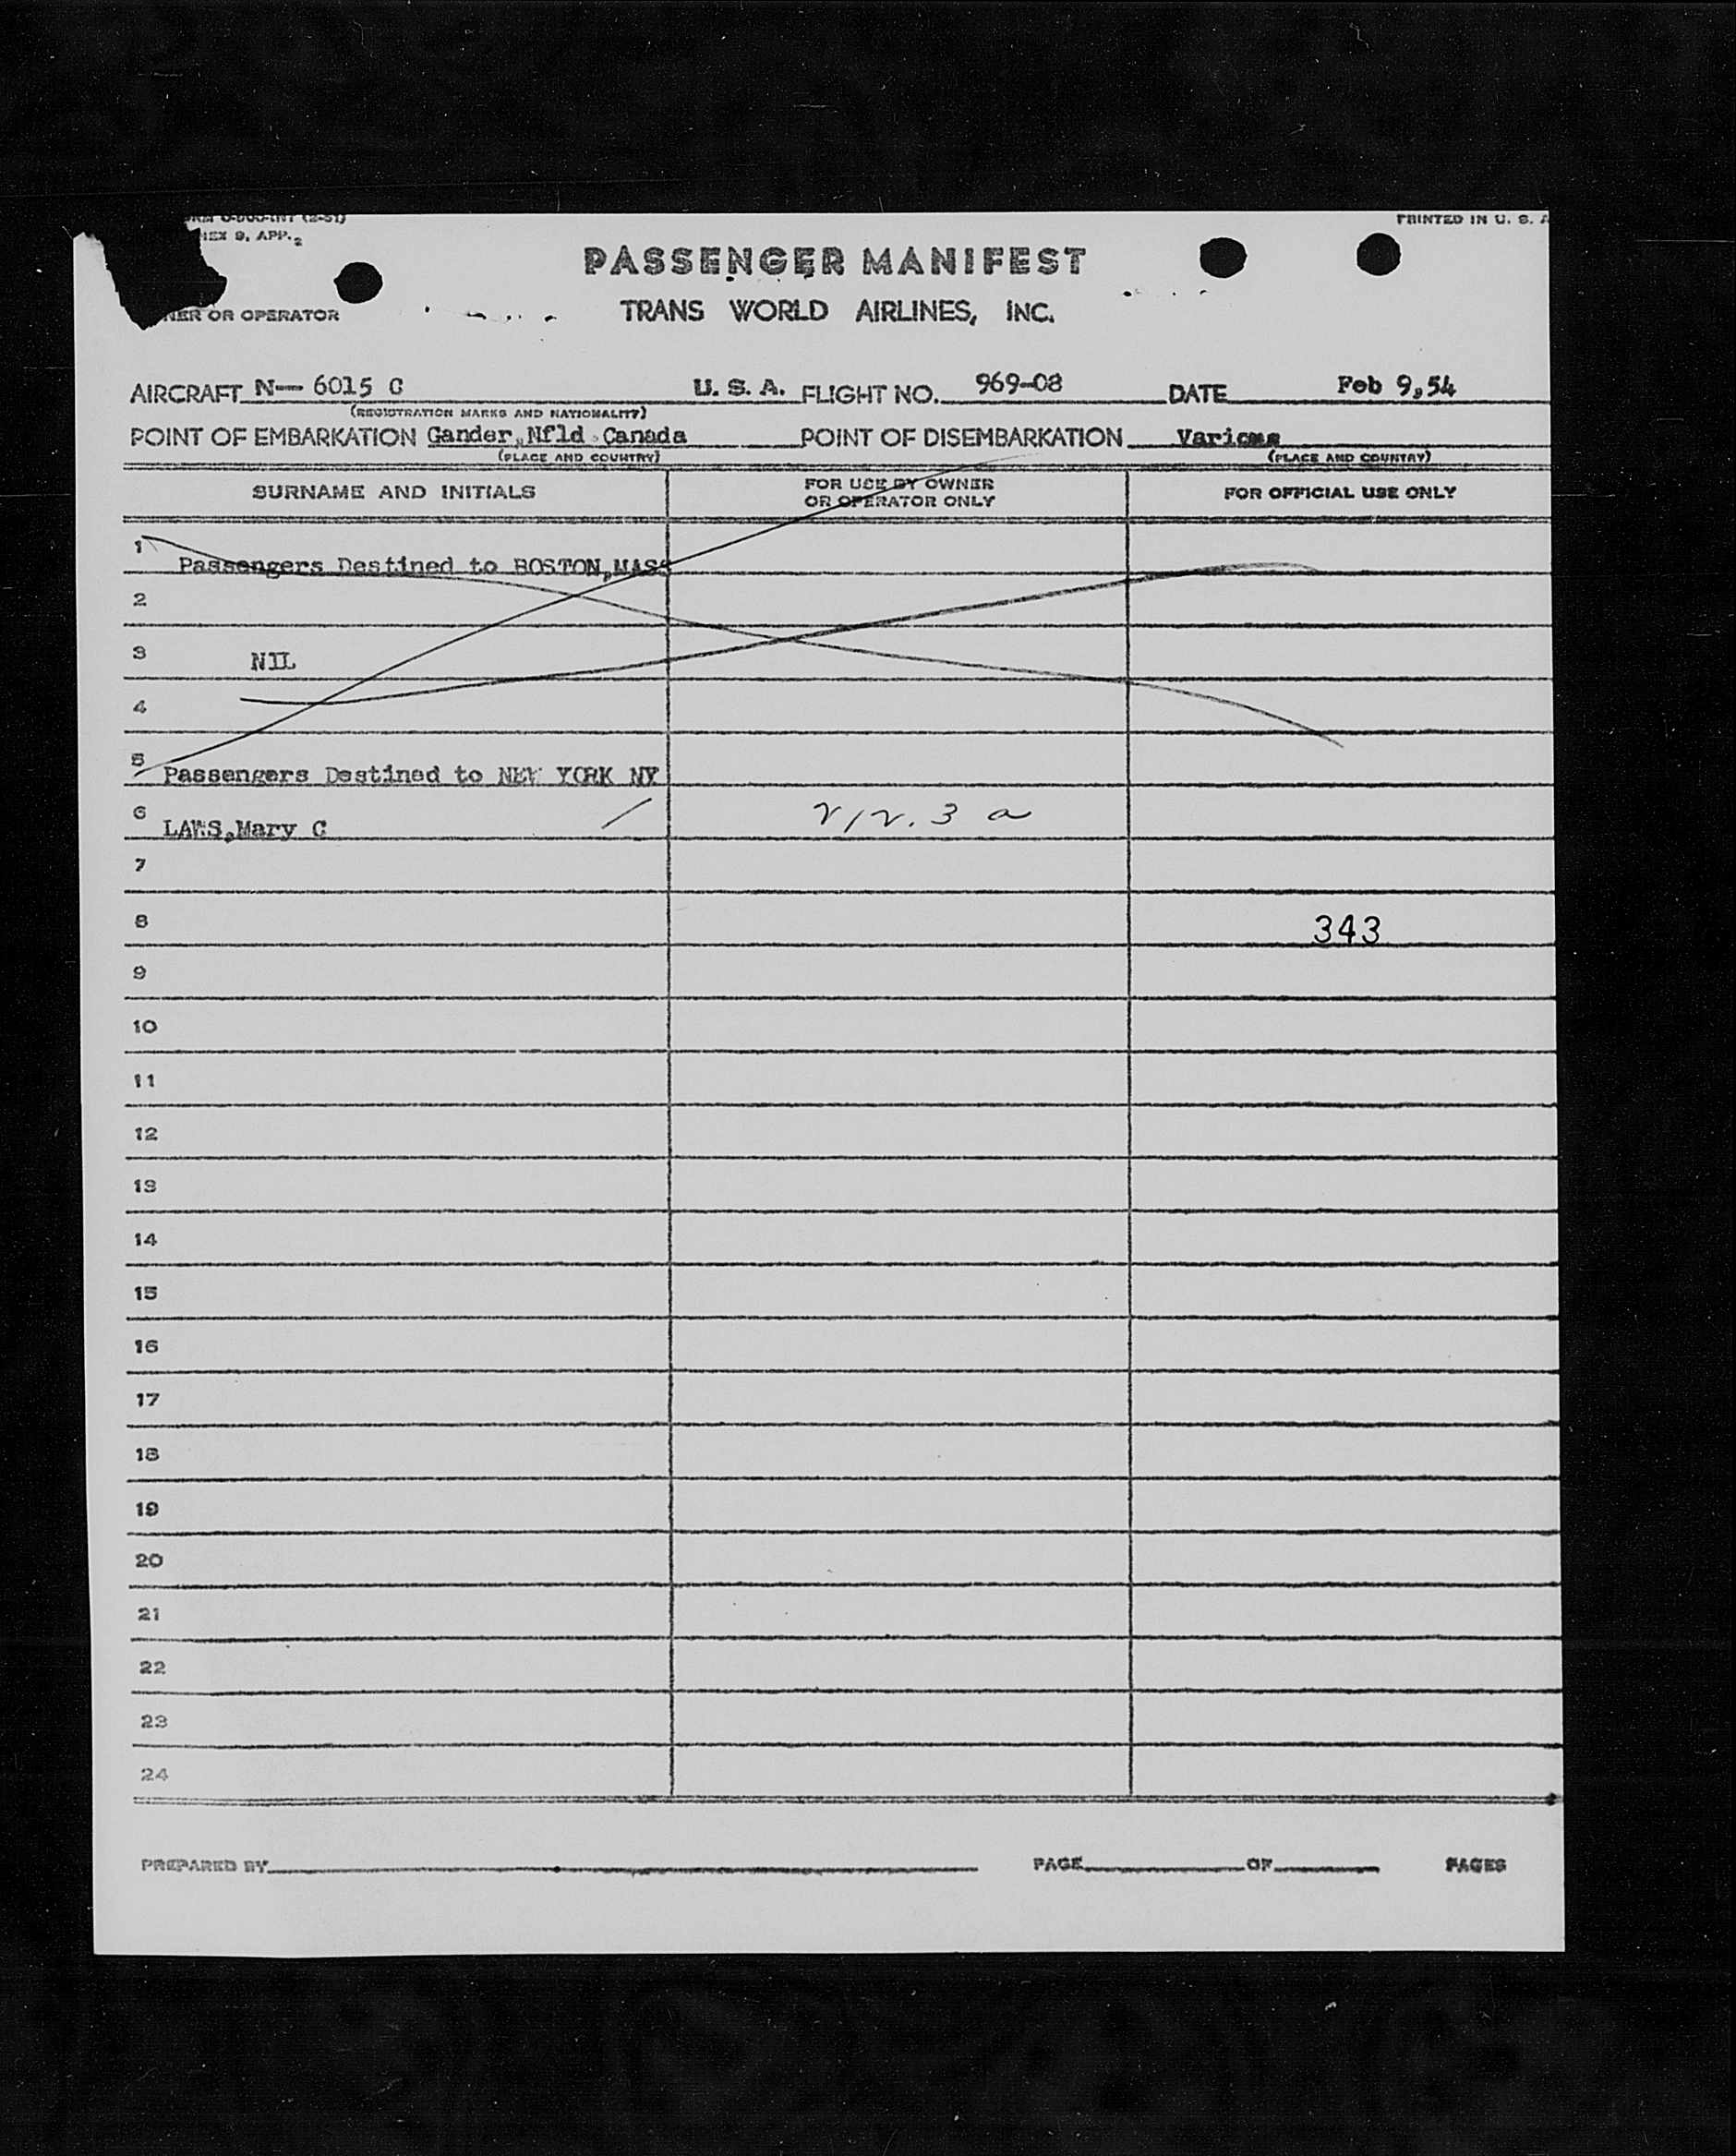 PRINTED IN U. S. A
9, APP. 2
PASSENGER MANIFEST
OR OPERATOR
TRANS WORLD AIRLINES, INC.
AIRCRAFT N— 6015 C U. S. A. FLIGHT NO. 969-08 DATE Feb 9,54
(REGISTRATION MARKS AND NATIONALITY)
POINT OF EMBARKATION Gander,Nfld Canada POINT OF DISEMBARKATION Various
(PLACE AND COUNTRY) (PLACE AND COUNTRY)
SURNAME AND INITIALS FOR USE BY OWNER OR OPERATOR ONLY FOR OFFICIAL USE ONLY
1 Passengers Destined to BOSTON,MASS
2
3 NIL
4
5 Passengers Destined to NEW YORK NY
6 LAWS,Mary C /
7
8 343
9
10
11
12
13
14
15
16
17
18
19
20
21
22
23
24
PREPARED BY PAGE OF PAGES